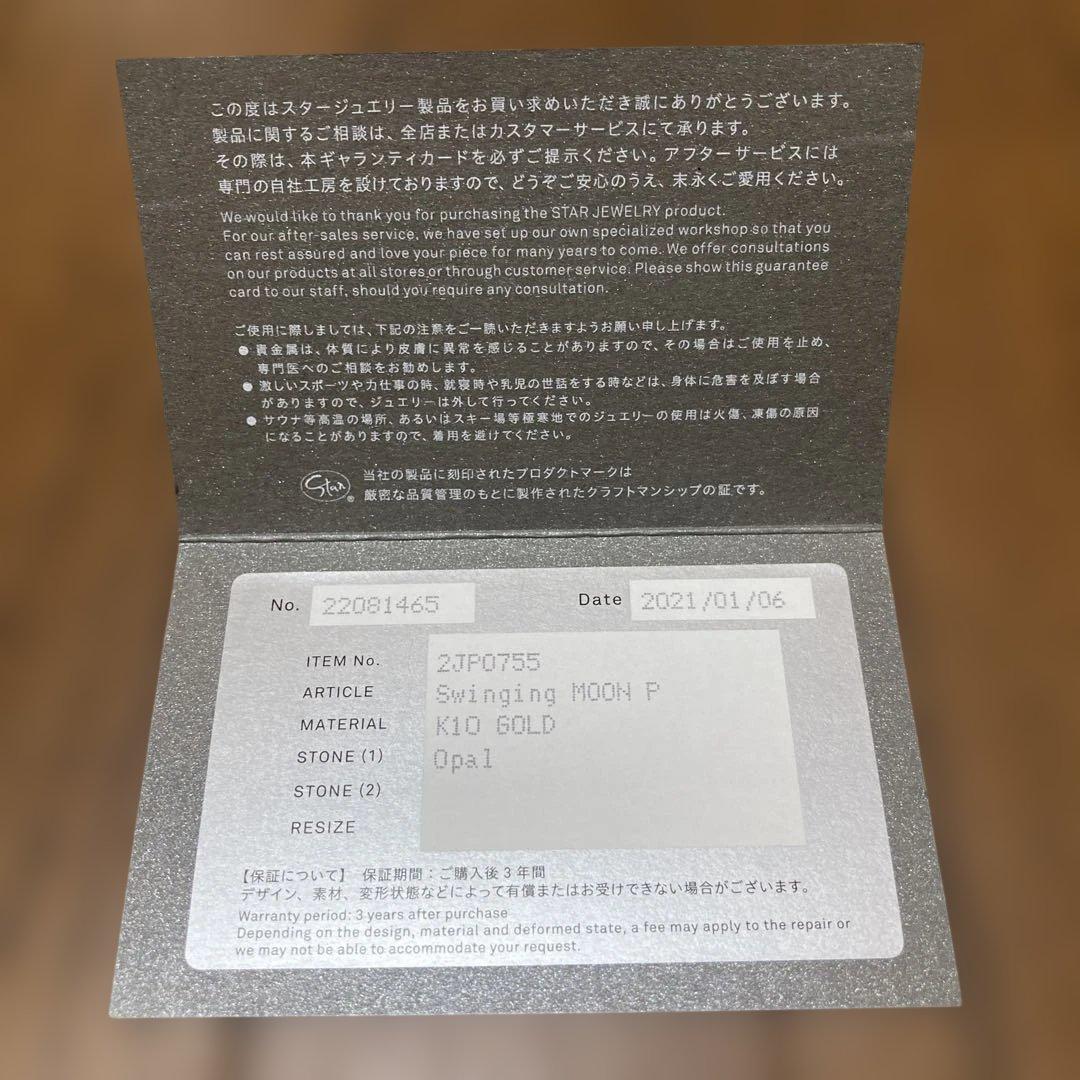 この度はスタージュエリー製品をお買い求めいただき誠にありがとうございます。
製品に関するご相談は、全店またはカスタマーサービスにて承ります。
その際は、本ギャランティカードを必ずご提示ください。アフターサービスには
専門の自社工房を設けておりますので、どうぞご安心のうえ、末永くご愛用ください。
We would like to thank you for purchasing the STAR JEWELRY product.
For our after-sales service, we have set up our own specialized workshop so that you
can rest assured and love your piece for many years to come. We offer consultations
on our products at all stores or through customer service. Please show this guarantee
card to our staff, should you require any consultation.
ご使用に際しましては、下記の注意をご一読いただきますようお願い申し上げます。
● 貴金属は、体質により皮膚に異常を感じることがありますので、その場合はご使用を止め、
専門医へのご相談をお勧めします。
● 激しいスポーツや力仕事の時、就寝時や乳児の世話をする時などは、身体に危害を及ぼす場合
がありますので、ジュエリーは外して行ってください。
● サウナ等高温の場所、あるいはスキー場等極寒地でのジュエリーの使用は火傷、凍傷の原因
になることがありますので、着用を避けてください。
Star® 当社の製品に刻印されたプロダクトマークは
厳密な品質管理のもとに製作されたクラフトマンシップの証です。
No. 22081465 Date 2021/01/06
ITEM No. 2JP0755
ARTICLE Swinging MOON P
MATERIAL K10 GOLD
STONE (1) Opal
STONE (2)
RESIZE
【保証について】 保証期間：ご購入後3年間
デザイン、素材、変形状態などによって有償またはお受けできない場合がございます。
Warranty period: 3 years after purchase
Depending on the design, material and deformed state, a fee may apply to the repair or
we may not be able to accommodate your request.